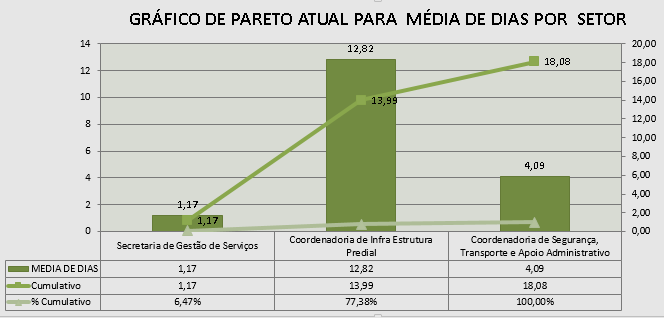 GRÁFICO DE PARETO ATUAL PARA MÉDIA DE DIAS POR SETOR
14
12
10
8
6
4
2
0
20,00
18,00
16,00
14,00
12,00
10,00
8,00
6,00
4,00
2,00
0,00
1,17
12,82
4,09
1,17
13,99
18,08
Secretaria de Gestão de Serviços
Coordenadoria de Infra Estrutura
Predial
Coordenadoria de Segurança,
Transporte e Apoio Administrativo
MEDIA DE DIAS 1,17 12,82 4,09
Cumulativo 1,17 13,99 18,08
% Cumulativo 6,47% 77,38% 100,00%